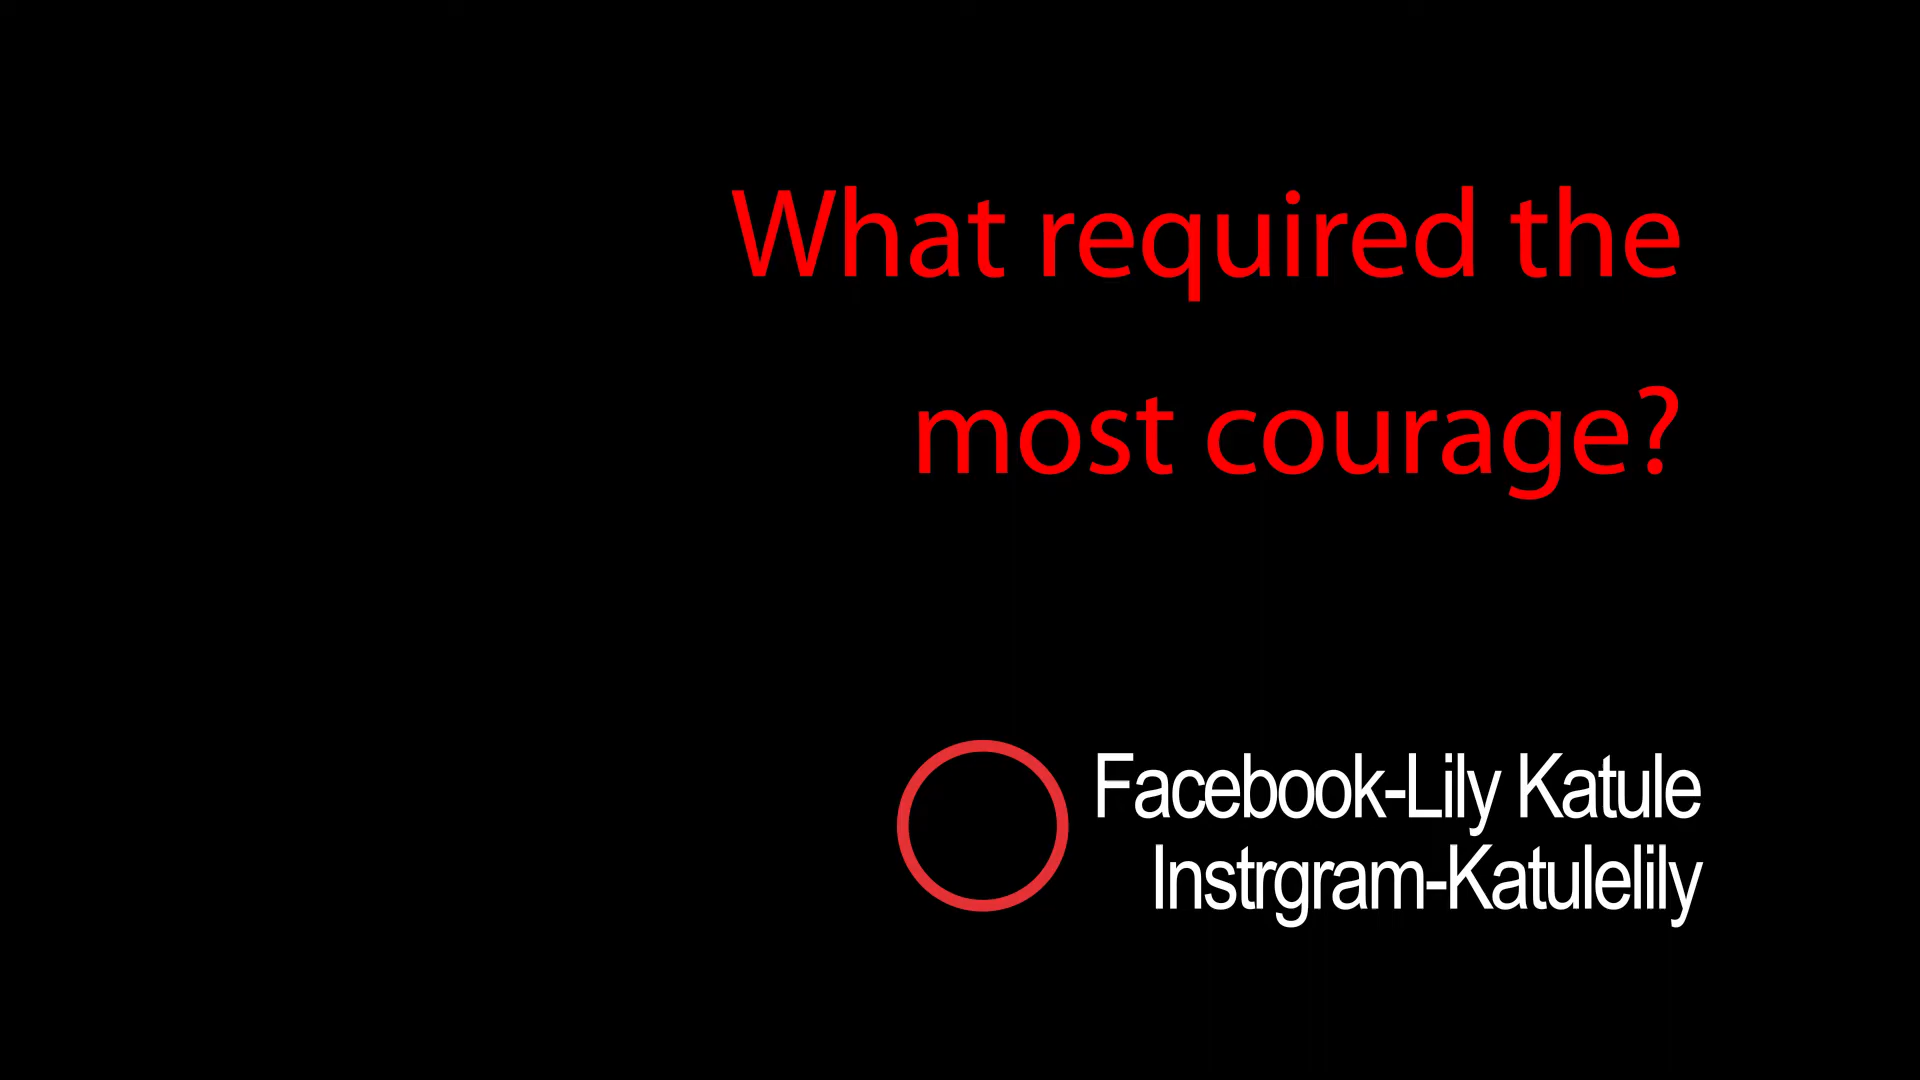 What required the
most courage?
Facebook-Lily Katule
Instrgram-Katulelily